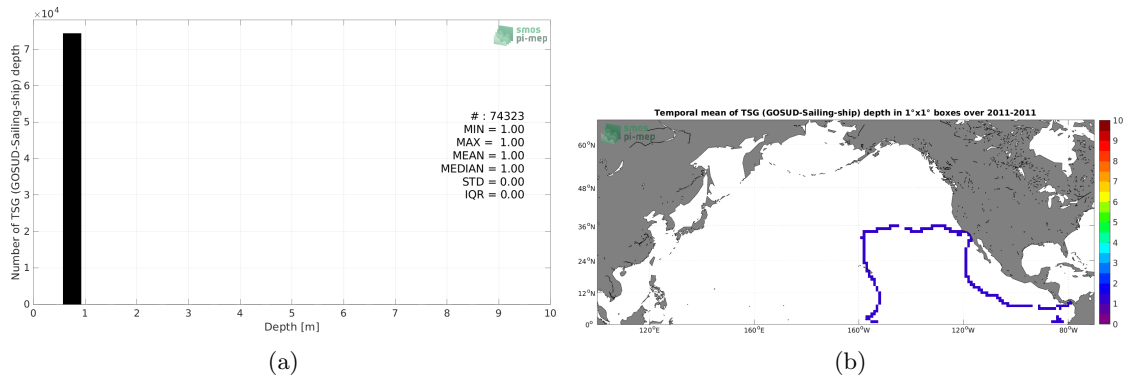 ×10⁴
7
6
5
4
3
2
1
0
Number of TSG (GOSUD-Sailing-ship) depth
smos
pi-mep
# : 74323
MIN = 1.00
MAX = 1.00
MEAN = 1.00
MEDIAN = 1.00
STD = 0.00
IQR = 0.00
0 1 2 3 4 5 6 7 8 9 10
Depth [m]
(a)
Temporal mean of TSG (GOSUD-Sailing-ship) depth in 1°x1° boxes over 2011-2011
smos
pi-mep
60°N
48°N
36°N
24°N
12°N
0°
120°E 160°E 160°W 120°W 80°W
10
9
8
7
6
5
4
3
2
1
0
(b)